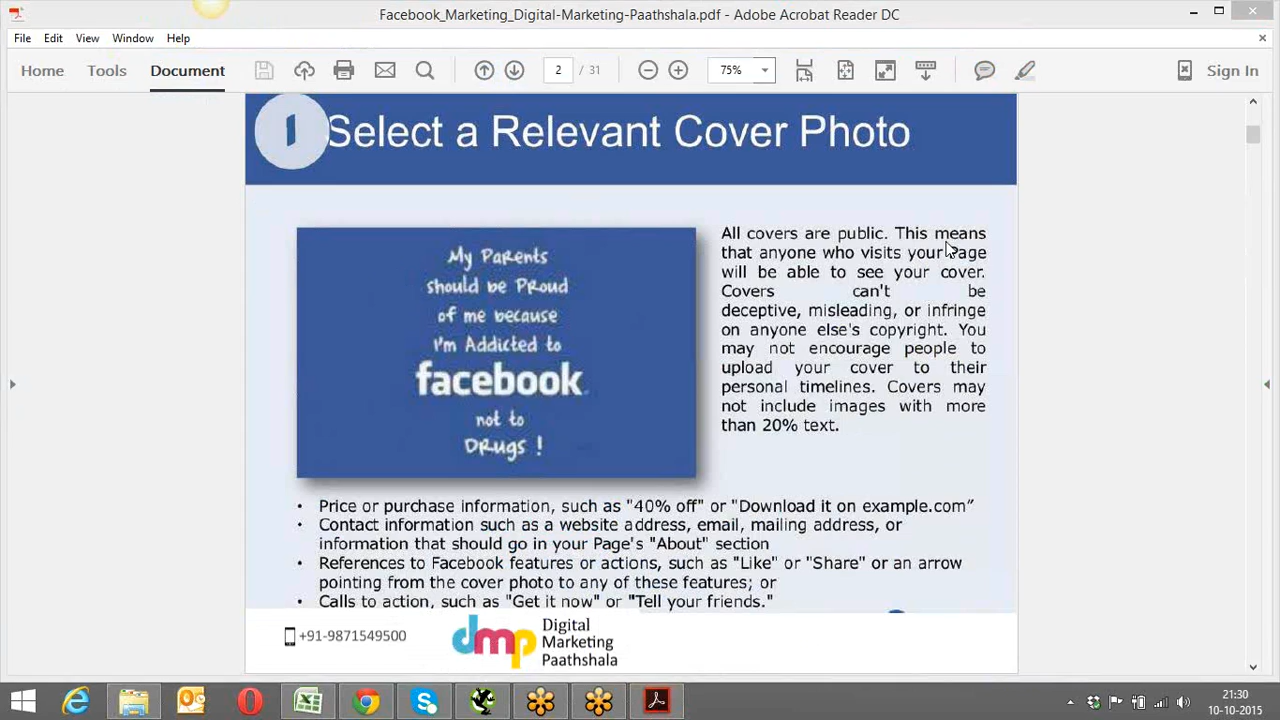 Facebook_Marketing_Digital-Marketing-Paathshala.pdf - Adobe Acrobat Reader DC
File Edit View Window Help
Home Tools Document 2 / 31 75% Sign In
1 Select a Relevant Cover Photo
My Parents
should be Proud
of me because
I'm Addicted to
facebook
not to
Drugs !
All covers are public. This means
that anyone who visits your Page
will be able to see your cover.
Covers can't be
deceptive, misleading, or infringe
on anyone else's copyright. You
may not encourage people to
upload your cover to their
personal timelines. Covers may
not include images with more
than 20% text.
• Price or purchase information, such as "40% off" or "Download it on example.com”
• Contact information such as a website address, email, mailing address, or
information that should go in your Page's "About" section
• References to Facebook features or actions, such as "Like" or "Share" or an arrow
pointing from the cover photo to any of these features; or
• Calls to action, such as "Get it now" or "Tell your friends."
+91-9871549500
dmp
Digital
Marketing
Paathshala
21:30
10-10-2015